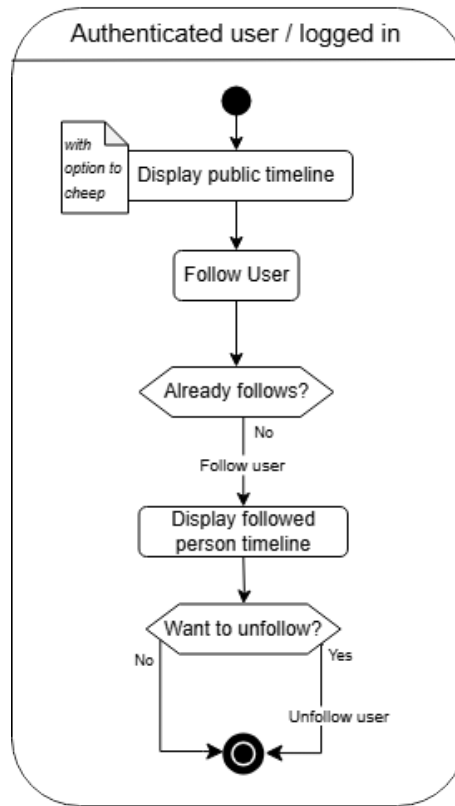 Authenticated user / logged in
with
option to
cheep
Display public timeline
Follow User
Already follows?
No
Follow user
Display followed
person timeline
Want to unfollow?
No
Yes
Unfollow user